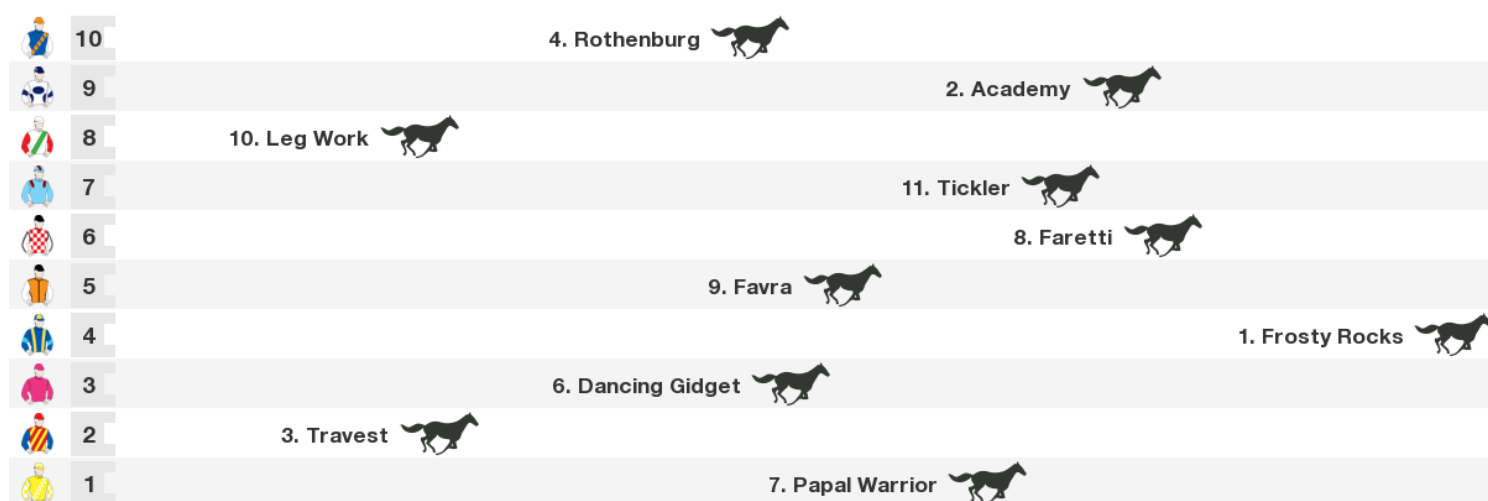 10 4. Rothenburg
9 2. Academy
8 10. Leg Work
7 11. Tickler
6 8. Faretti
5 9. Favra
4 1. Frosty Rocks
3 6. Dancing Gidget
2 3. Travest
1 7. Papal Warrior